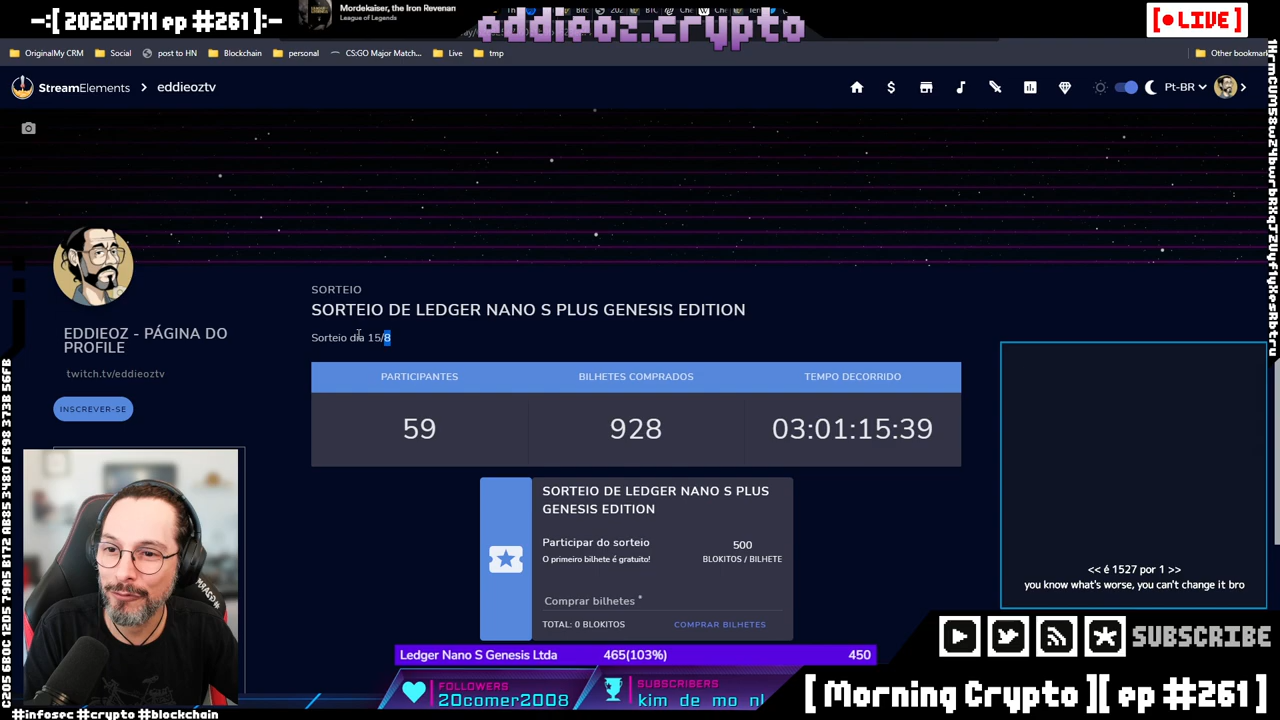 ~:[ 20220711 ep #261 ]:~
Mordekaiser, the Iron Revenan
League of Legends
eddieoz.crypto
[ • LIVE ]
OriginalMy CRM
Social
post to HN
Blockchain
personal
CS:GO Major Match...
Live
tmp
Other bookmar
StreamElements > eddieoztv
Pt-BR
SORTEIO
SORTEIO DE LEDGER NANO S PLUS GENESIS EDITION
Sorteio dia 15/8
EDDIEOZ - PÁGINA DO
PROFILE
twitch.tv/eddieoztv
INSCREVER-SE
PARTICIPANTES
BILHETES COMPRADOS
TEMPO DECORRIDO
59
928
03:01:15:39
SORTEIO DE LEDGER NANO S PLUS
GENESIS EDITION
Participar do sorteio
O primeiro bilhete é gratuito!
500
BLOKITOS / BILHETE
Comprar bilhetes *
TOTAL: 0 BLOKITOS
COMPRAR BILHETES
<< é 1527 por 1 >>
you know what's worse, you can't change it bro
SUBSCRIBE
Ledger Nano S Genesis Ltda
465(103%)
450
FOLLOWERS
20comer2008
SUBSCRIBERS
kim_de_mo_nl
[ Morning Crypto ][ ep #261 ]
#infosec #crypto #blockchain